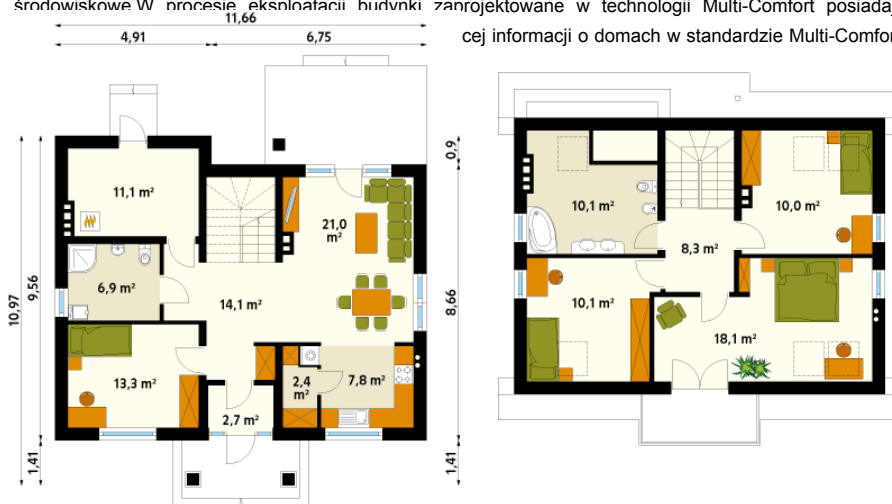 środowiskowe.W procesie eksploatacji budynki zaprojektowane w technologii Multi-Comfort posiadaj
11,66
4,91 6,75
cej informacji o domach w standardzie Multi-Comfor
11,1 m²
21,0 m²
6,9 m²
14,1 m²
13,3 m²
2,4 m²
7,8 m²
2,7 m²
10,97
9,56
1,41
0,9
8,66
1,41
10,1 m²
10,0 m²
8,3 m²
10,1 m²
18,1 m²